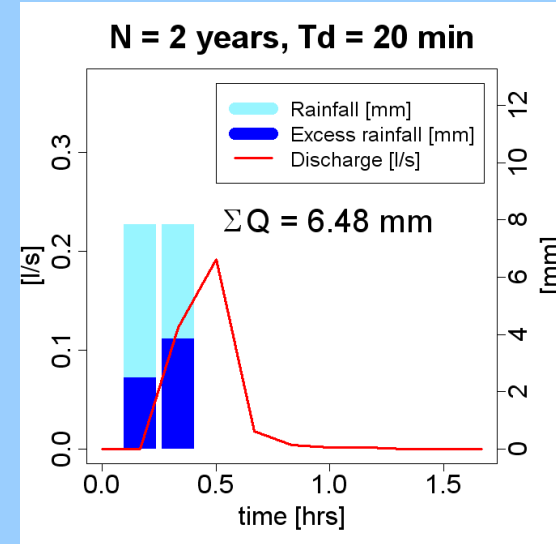 N = 2 years, Td = 20 min
Rainfall [mm]
Excess rainfall [mm]
Discharge [l/s]
ΣQ = 6.48 mm
[l/s]
0.0
0.1
0.2
0.3
[mm]
0
2
4
6
8
10
12
0.0 0.5 1.0 1.5
time [hrs]